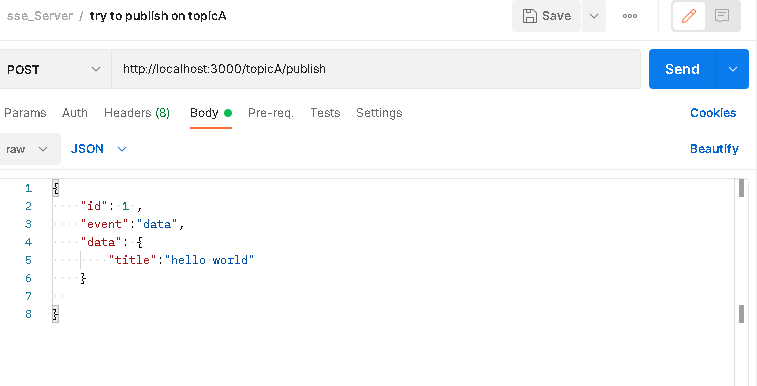 sse_Server / try to publish on topicA
Save
POST http://localhost:3000/topicA/publish Send
Params Auth Headers (8) Body Pre-req. Tests Settings Cookies
raw JSON Beautify
1 {
2 "id": 1 ,
3 "event":"data",
4 "data": {
5 "title":"hello world"
6 }
7
8 }